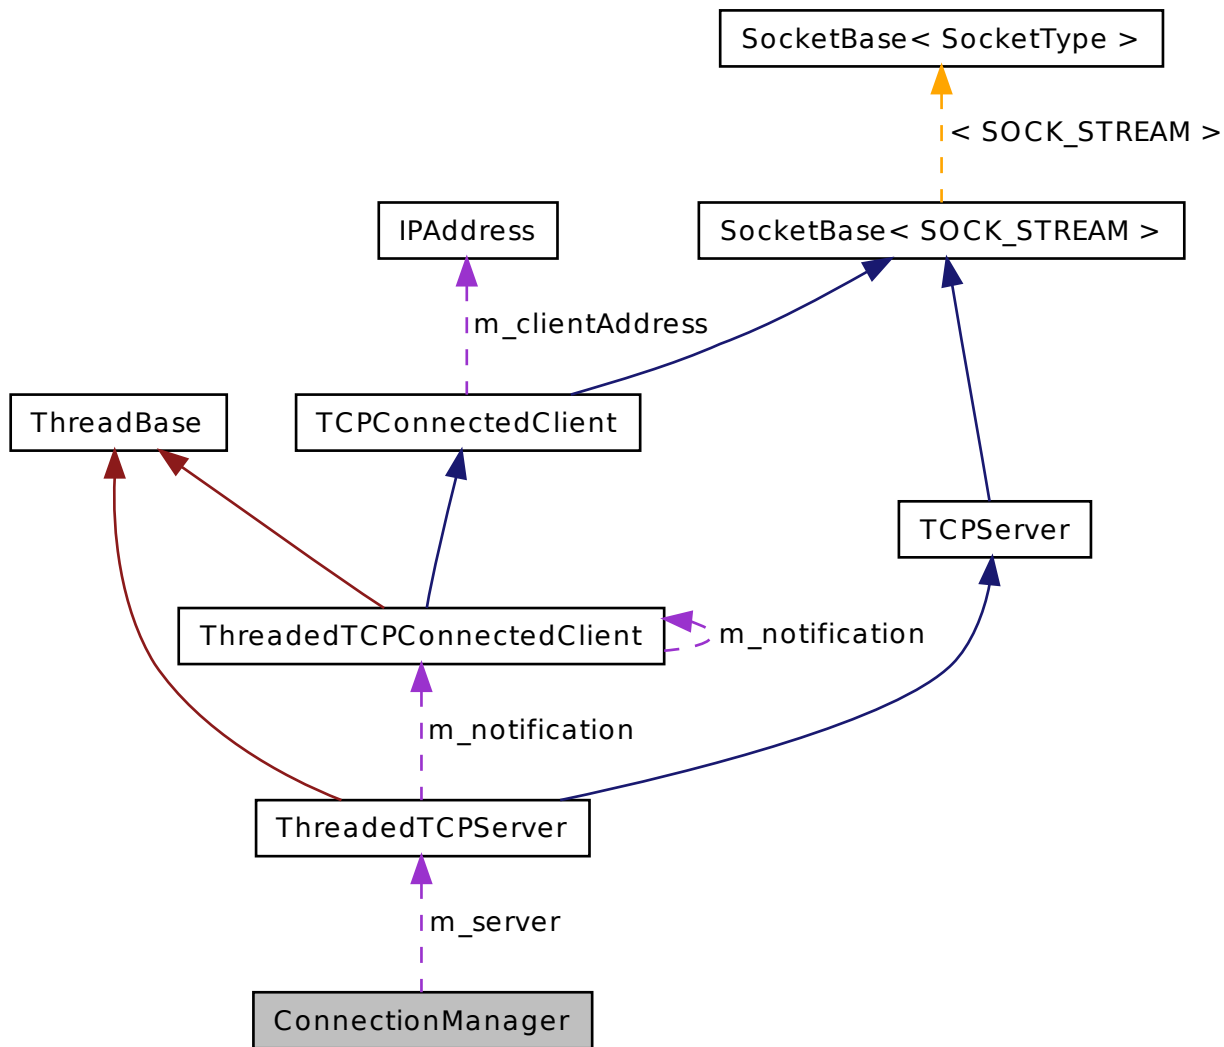 SocketBase< SocketType >
< SOCK_STREAM >
IPAddress
SocketBase< SOCK_STREAM >
m_clientAddress
ThreadBase
TCPConnectedClient
TCPServer
ThreadedTCPConnectedClient
m_notification
m_notification
ThreadedTCPServer
m_server
ConnectionManager